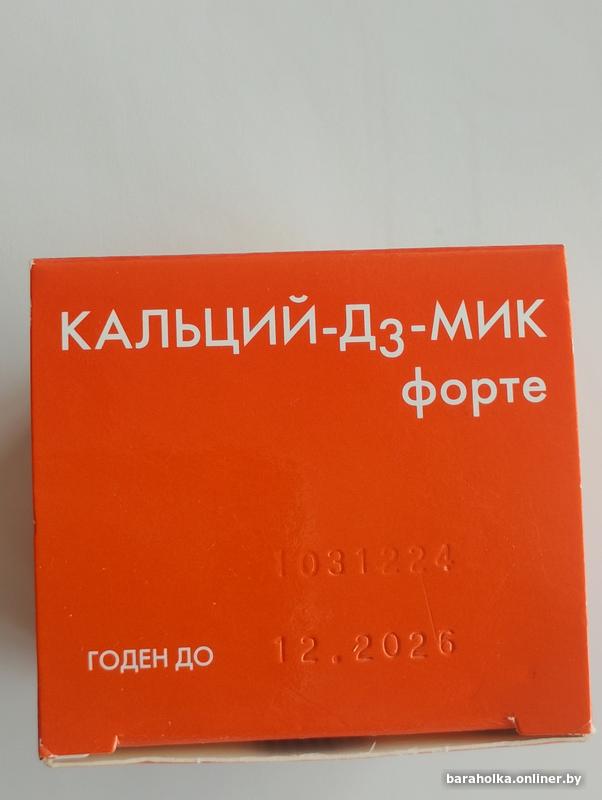 КАЛЬЦИЙ-Д3-МИК
форте
1031224
ГОДЕН ДО 12.2026
baraholka.onliner.by